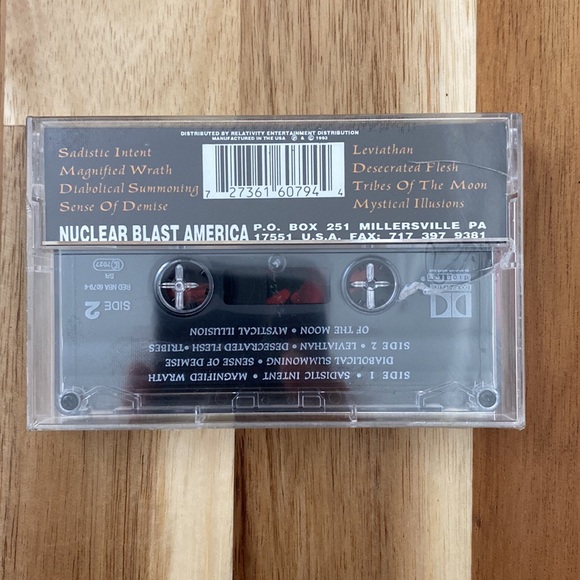 DISTRIBUTED BY RELATIVITY ENTERTAINMENT DISTRIBUTION
MANUFACTURED IN THE USA ℗ & © 1993
Sadistic Intent
Magnified Wrath
Diabolical Summoning
Sense Of Demise
7 27361 60794 4
Leviathan
Desecrated Flesh
Tribes Of The Moon
Mystical Illusions
NUCLEAR BLAST AMERICA P.O. BOX 251 MILLERSVILLE PA
17551 U.S.A. FAX: 717 397 9381
SIDE 1 • SADISTIC INTENT • MAGNIFIED WRATH •
DIABOLICAL SUMMONING • SENSE OF DEMISE
SIDE 2 • LEVIATHAN • DESECRATED FLESH • TRIBES
OF THE MOON • MYSTICAL ILLUSION
SIDE 2